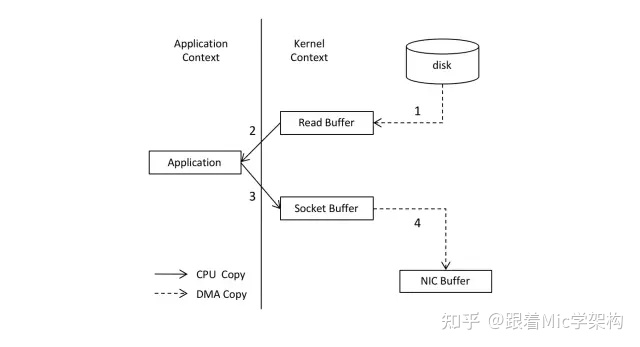 Application
Context
Kernel
Context
disk
1
Read Buffer
2
Application
3
Socket Buffer
4
NIC Buffer
CPU Copy
DMA Copy
知乎 @跟着Mic学架构